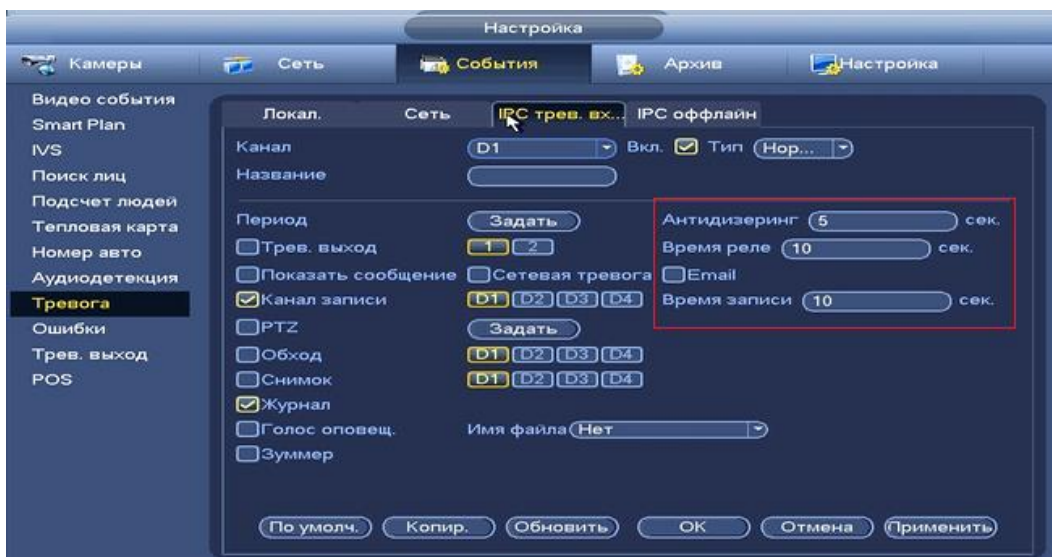 Настройка
Камеры Сеть События Архив Настройка
Видео события
Smart Plan
IVS
Поиск лиц
Подсчет людей
Тепловая карта
Номер авто
Аудиодетекция
Тревога
Ошибки
Трев. выход
POS
Локал. Сеть IPC трев. вх... IPC оффлайн
Канал D1 Вкл. Тип Нор...
Название
Период Задать Антидизеринг 5 сек.
Трев. выход 1 2 Время реле 10 сек.
Показать сообщение Сетевая тревога Email
Канал записи D1 D2 D3 D4 Время записи 10 сек.
PTZ Задать
Обход D1 D2 D3 D4
Снимок D1 D2 D3 D4
Журнал
Голос оповещ. Имя файла Нет
Зуммер
По умолч. Копир. Обновить OK Отмена Применить